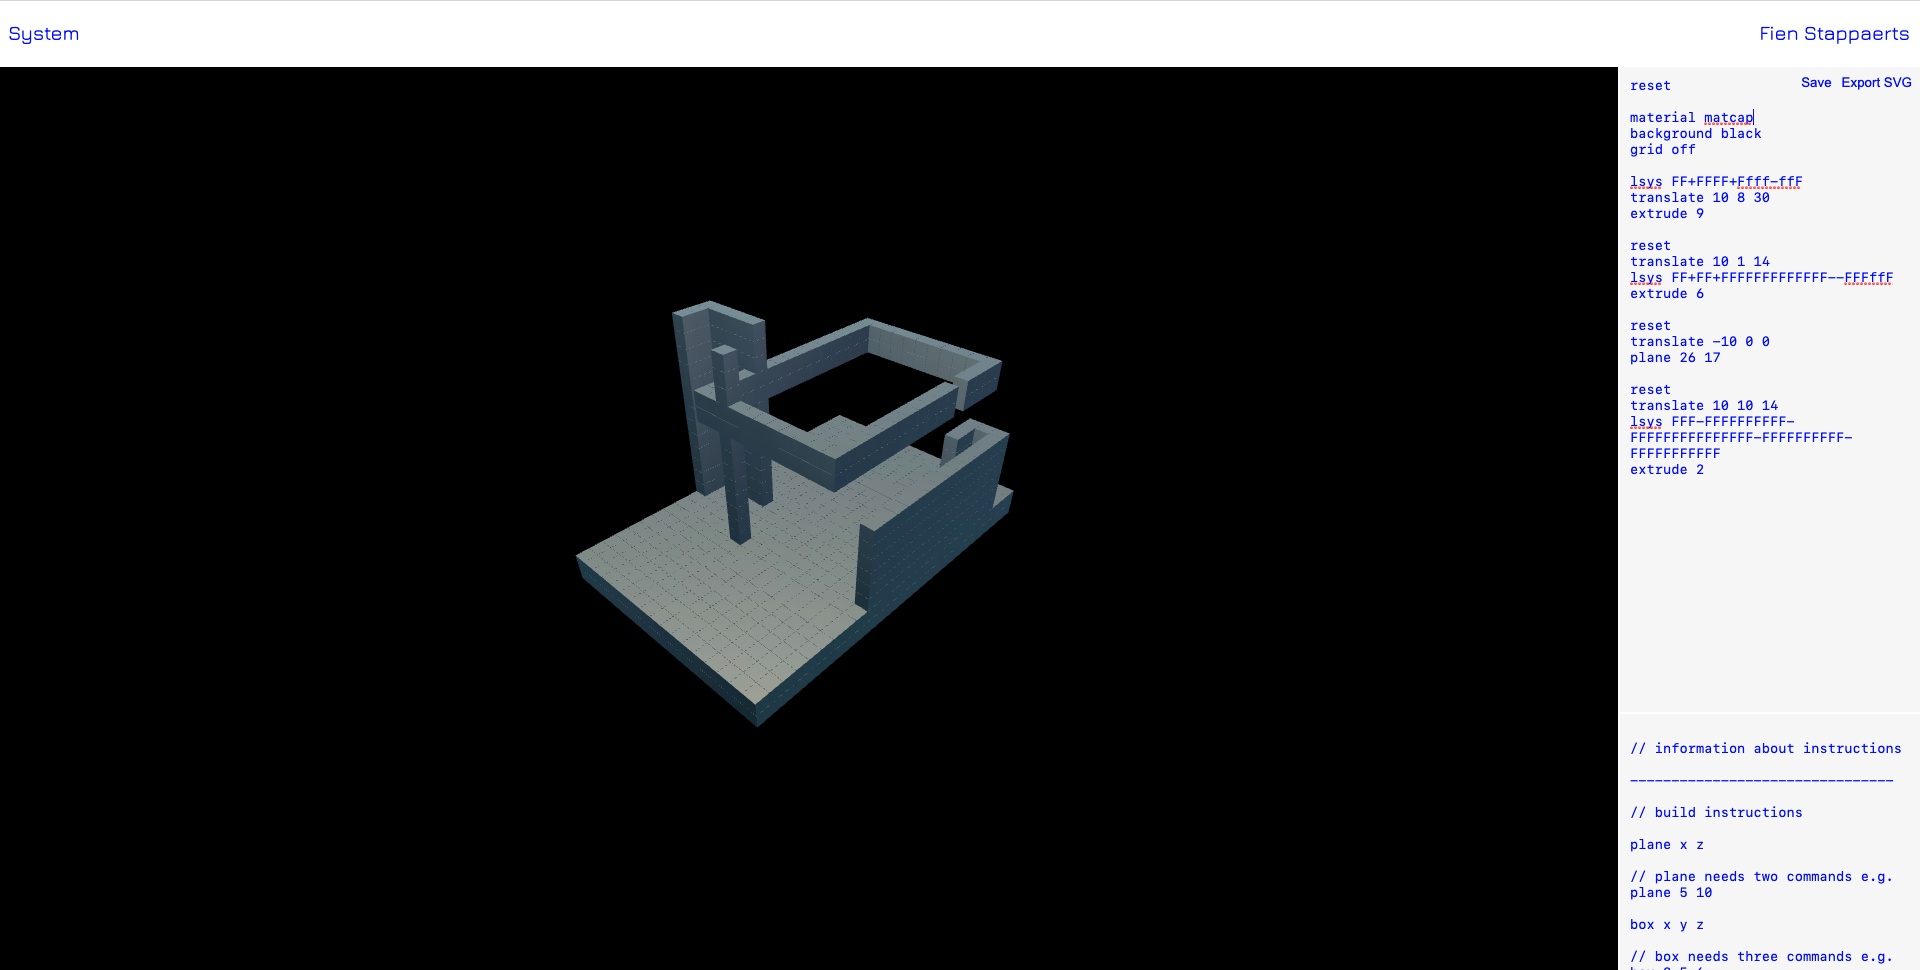 System
Fien Stappaerts
Save Export SVG
reset
material matcap
background black
grid off
lsys FF+FFFF+Ffff-ffF
translate 10 8 30
extrude 9
reset
translate 10 1 14
lsys FF+FF+FFFFFFFFFFFFF--FFFffF
extrude 6
reset
translate -10 0 0
plane 26 17
reset
translate 10 10 14
lsys FFF-FFFFFFFFFF-
FFFFFFFFFFFFFFF-FFFFFFFFFF-
FFFFFFFFFFF
extrude 2
// information about instructions
--------------------------------
// build instructions
plane x z
// plane needs two commands e.g.
plane 5 10
box x y z
// box needs three commands e.g.